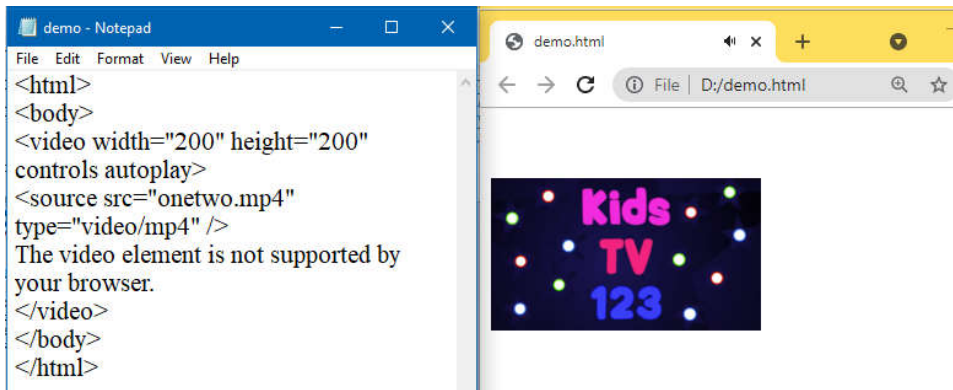 demo - Notepad
File Edit Format View Help
<html>
<body>
<video width="200" height="200"
controls autoplay>
<source src="onetwo.mp4"
type="video/mp4" />
The video element is not supported by
your browser.
</video>
</body>
</html>
demo.html
File | D:/demo.html
Kids
TV
123